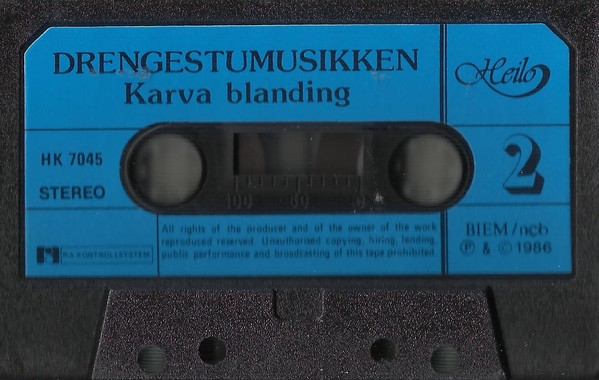 DRENGESTUMUSIKKEN
Karva blanding
Heilo
HK 7045
STEREO
2
100 50
All rights of the producer and of the owner of the work
reproduced reserved. Unauthorised copying, hiring, lending,
public performance and broadcasting of this tape prohibited
BIEM/ncb
Ⓟ & © 1986
KONTROLLSYSTEM